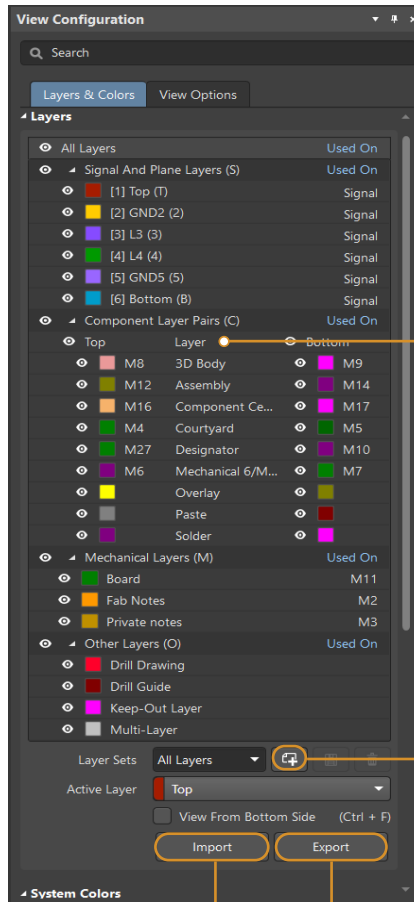 View Configuration
Search
Layers & Colors View Options
Layers
All Layers Used On
Signal And Plane Layers (S) Used On
[1] Top (T) Signal
[2] GND2 (2) Signal
[3] L3 (3) Signal
[4] L4 (4) Signal
[5] GND5 (5) Signal
[6] Bottom (B) Signal
Component Layer Pairs (C) Used On
Top Layer Bottom
M8 3D Body M9
M12 Assembly M14
M16 Component Ce... M17
M4 Courtyard M5
M27 Designator M10
M6 Mechanical 6/M... M7
Overlay
Paste
Solder
Mechanical Layers (M) Used On
Board M11
Fab Notes M2
Private notes M3
Other Layers (O) Used On
Drill Drawing
Drill Guide
Keep-Out Layer
Multi-Layer
Layer Sets All Layers
Active Layer Top
View From Bottom Side (Ctrl + F)
Import Export
System Colors